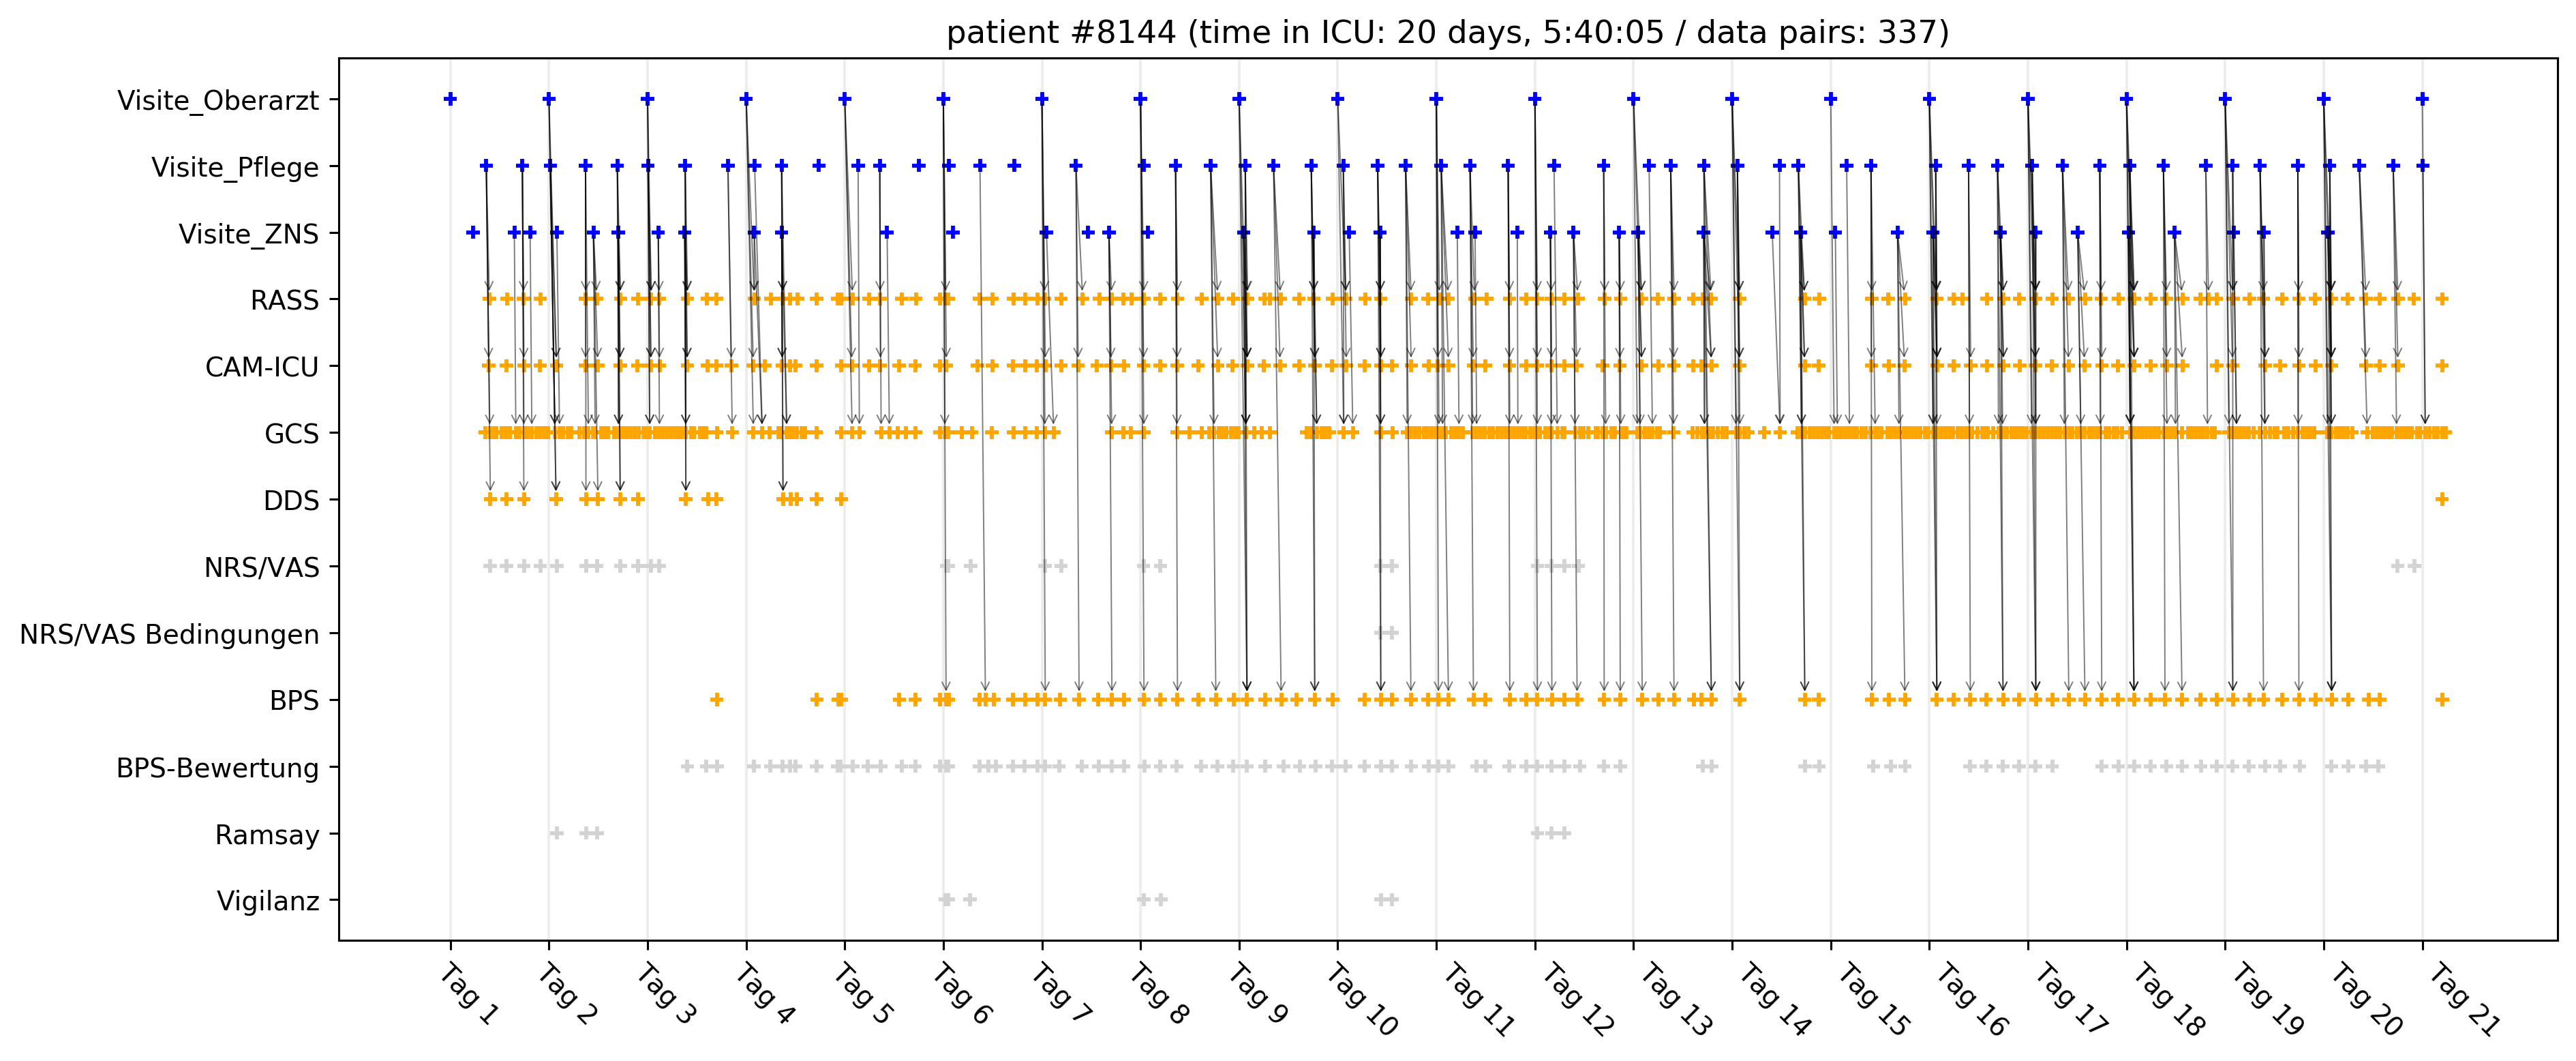 patient #8144 (time in ICU: 20 days, 5:40:05 / data pairs: 337)
Visite_Oberarzt
Visite_Pflege
Visite_ZNS
RASS
CAM-ICU
GCS
DDS
NRS/VAS
NRS/VAS Bedingungen
BPS
BPS-Bewertung
Ramsay
Vigilanz
Tag 1
Tag 2
Tag 3
Tag 4
Tag 5
Tag 6
Tag 7
Tag 8
Tag 9
Tag 10
Tag 11
Tag 12
Tag 13
Tag 14
Tag 15
Tag 16
Tag 17
Tag 18
Tag 19
Tag 20
Tag 21